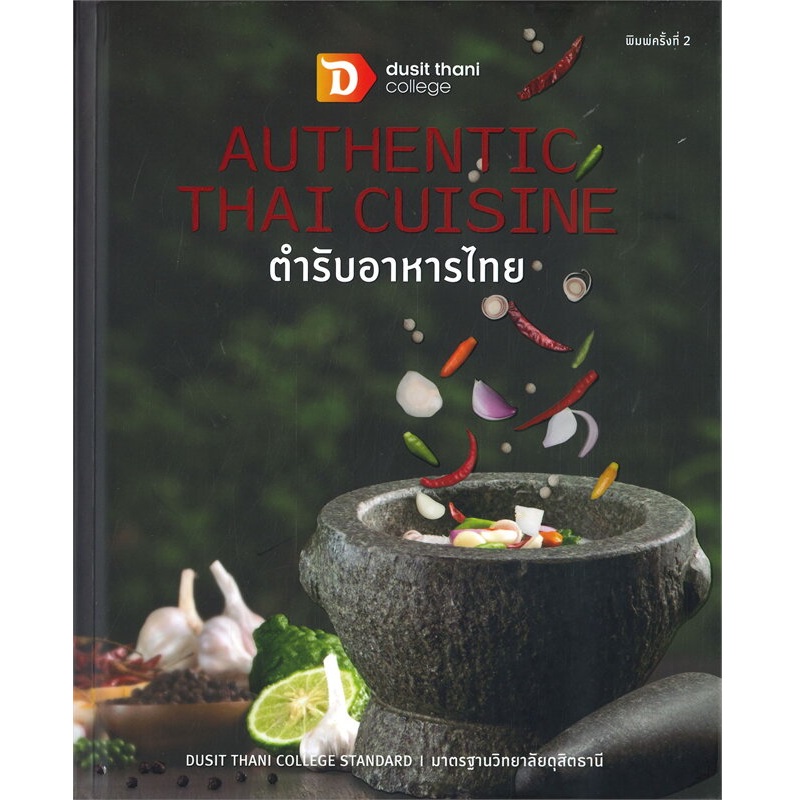 พิมพ์ครั้งที่ 2
dusit thani
college
AUTHENTIC
THAI CUISINE
ตำรับอาหารไทย
DUSIT THANI COLLEGE STANDARD | มาตรฐานวิทยาลัยดุสิตธานี